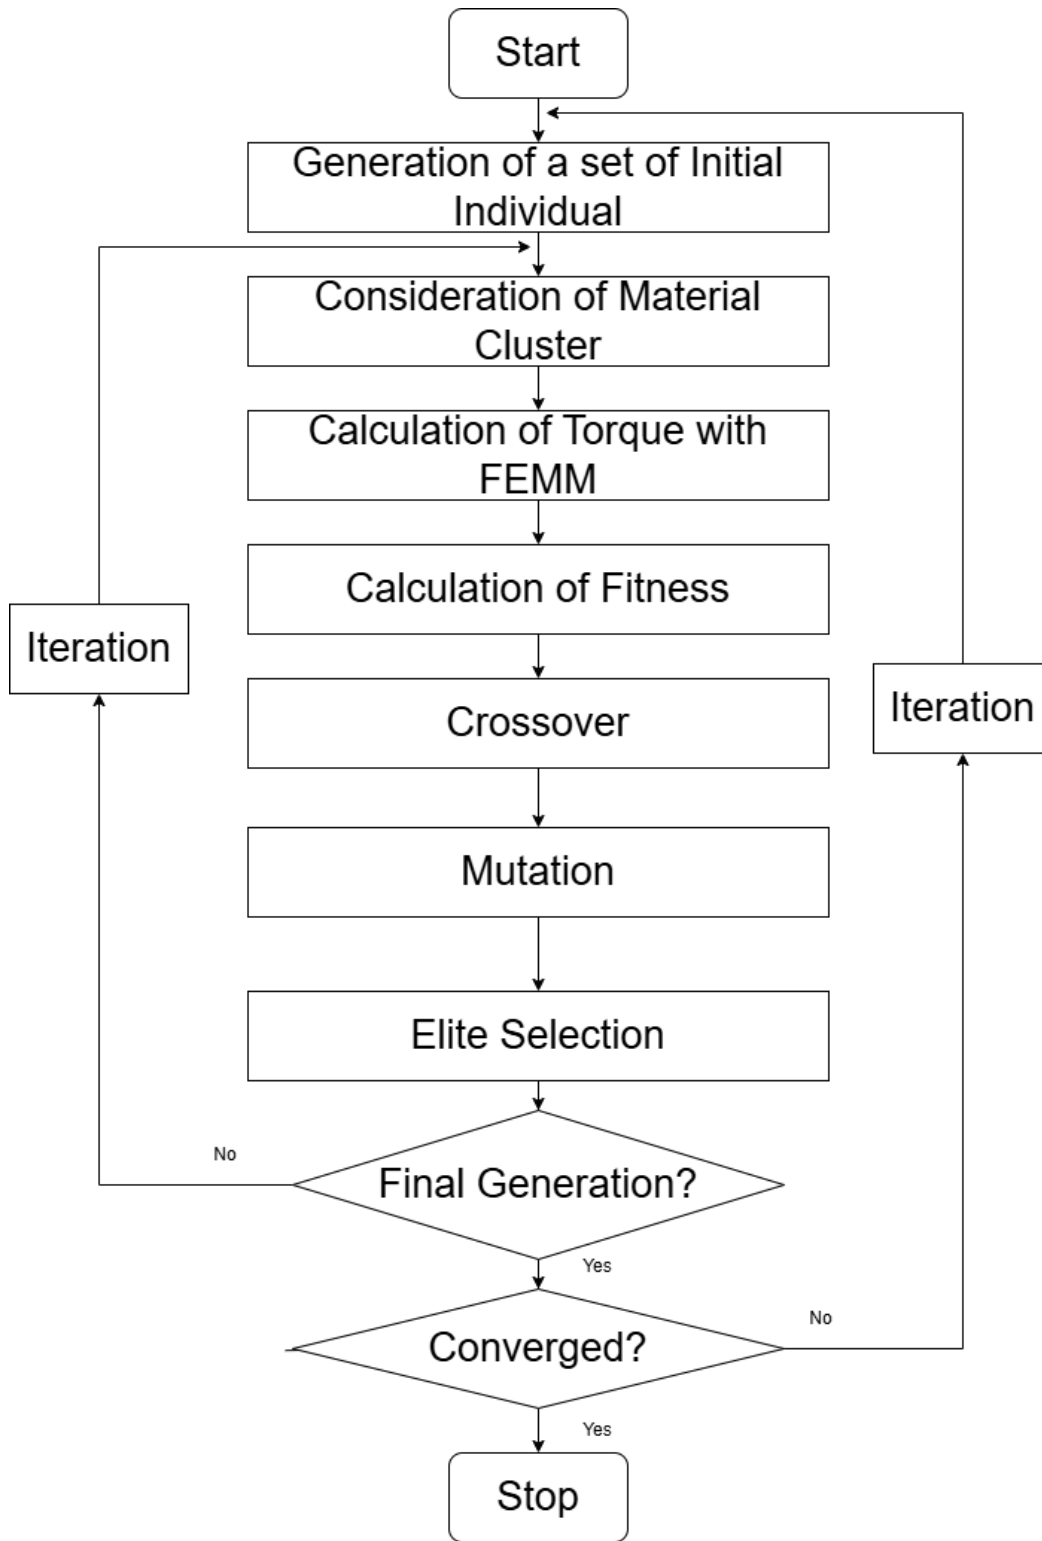 Start
Generation of a set of Initial
Individual
Consideration of Material
Cluster
Calculation of Torque with
FEMM
Calculation of Fitness
Iteration
Crossover
Iteration
Mutation
Elite Selection
No
Final Generation?
Yes
No
Converged?
Yes
Stop